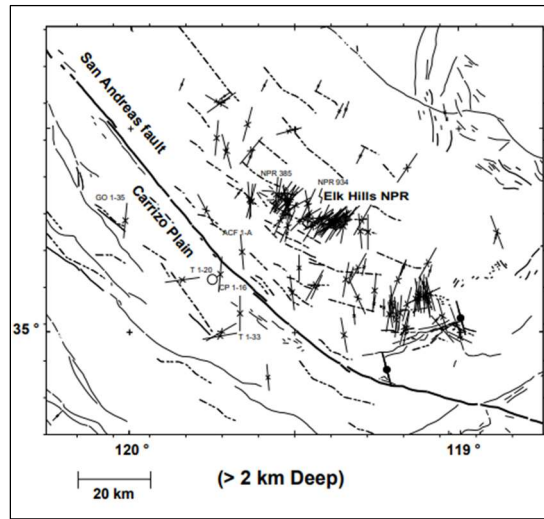 San Andreas fault
NPR 385
NPR 934
Elk Hills NPR
GO 1-35
Carrizo Plain
ACF 1-A
T 1-20
CP 1-16
T 1-33
35 °
120 °
119 °
20 km
(> 2 km Deep)